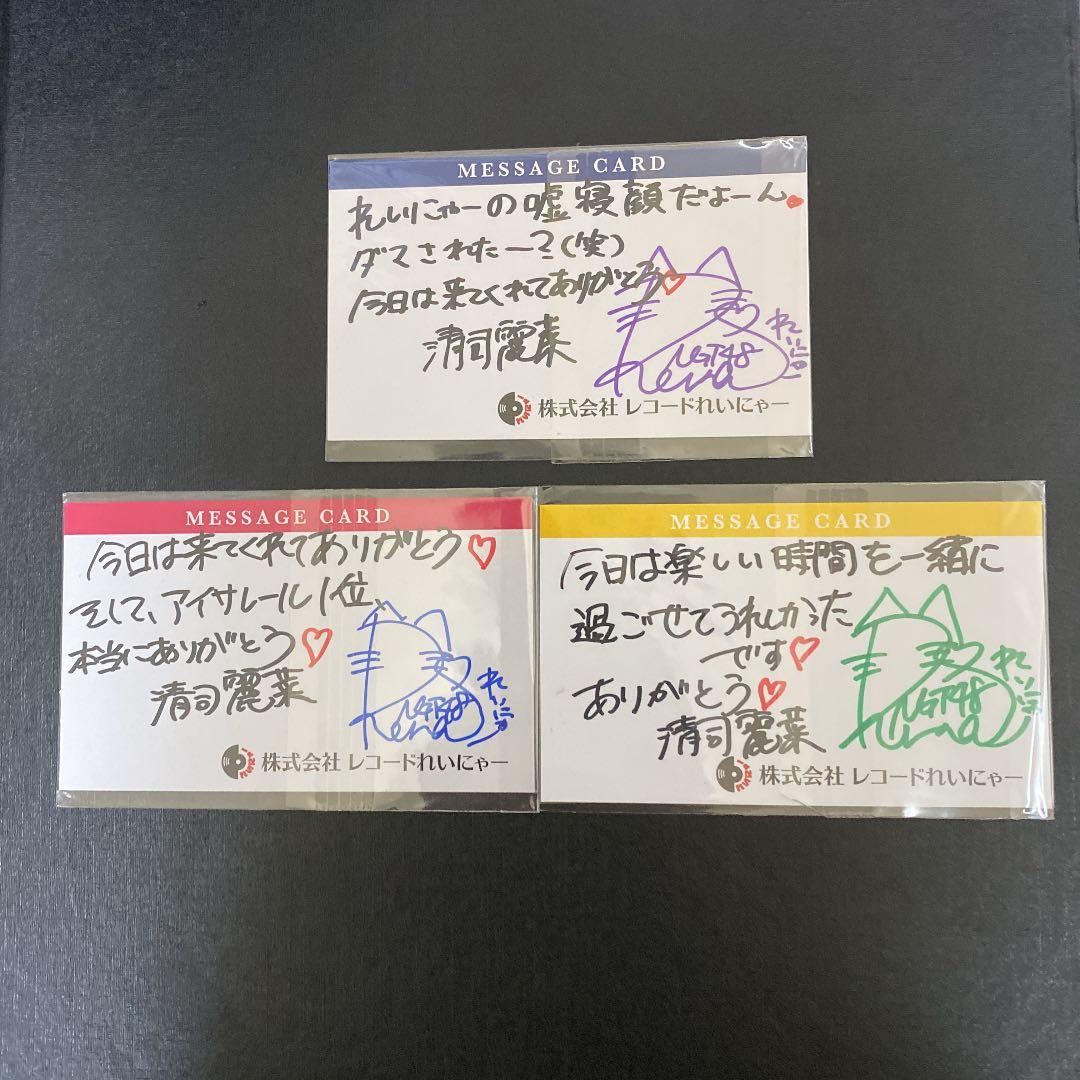 MESSAGE CARD
れいにゃーの嘘寝顔だよーん
ダマされたー?(笑)
今日は来てくれてありがとう
清司麗菜
NGT48
Rena
れいにゃー
株式会社 レコードれいにゃー
MESSAGE CARD
今日は来てくれてありがとう
そして、アイサレール1位、
本当にありがとう
清司麗菜
Rena
れいにゃー
株式会社 レコードれいにゃー
MESSAGE CARD
今日は楽しい時間を一緒に
過ごせてうれしかった
です
ありがとう
清司麗菜
NGT48
Rena
れいにゃー
株式会社 レコードれいにゃー